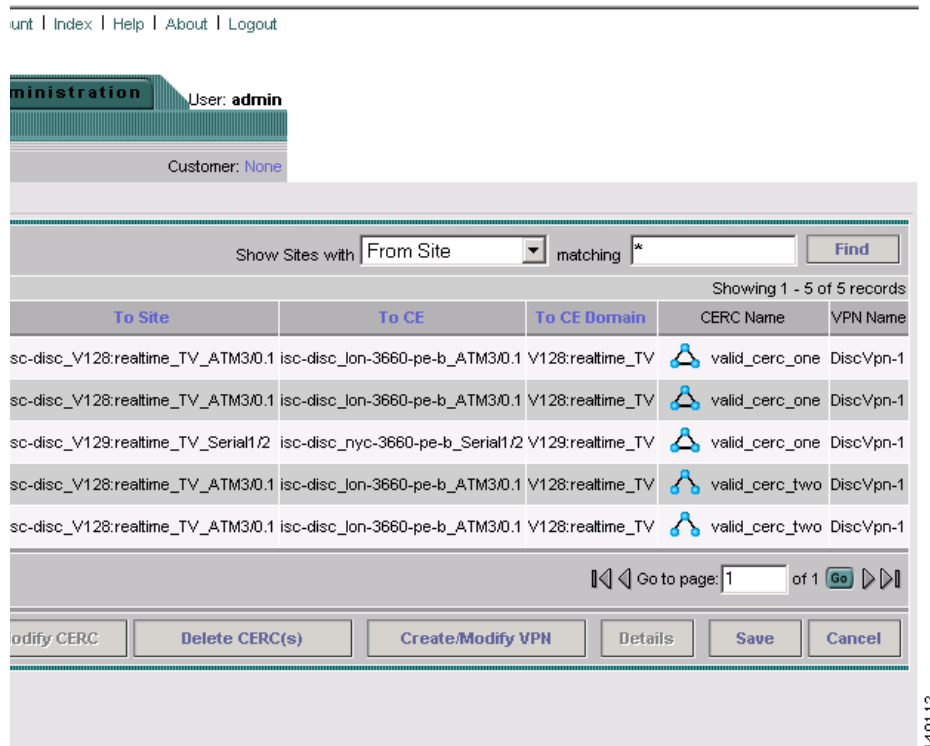 unt | Index | Help | About | Logout
ministration User: admin
Customer: None
Show Sites with From Site matching * Find
Showing 1 - 5 of 5 records
To Site To CE To CE Domain CERC Name VPN Name
sc-disc_V128:realtime_TV_ATM3/0.1 isc-disc_lon-3660-pe-b_ATM3/0.1 V128:realtime_TV valid_cerc_one DiscVpn-1
sc-disc_V128:realtime_TV_ATM3/0.1 isc-disc_lon-3660-pe-b_ATM3/0.1 V128:realtime_TV valid_cerc_one DiscVpn-1
sc-disc_V129:realtime_TV_Serial1/2 isc-disc_nyc-3660-pe-b_Serial1/2 V129:realtime_TV valid_cerc_one DiscVpn-1
sc-disc_V128:realtime_TV_ATM3/0.1 isc-disc_lon-3660-pe-b_ATM3/0.1 V128:realtime_TV valid_cerc_two DiscVpn-1
sc-disc_V128:realtime_TV_ATM3/0.1 isc-disc_lon-3660-pe-b_ATM3/0.1 V128:realtime_TV valid_cerc_two DiscVpn-1
Go to page: 1 of 1 Go
odify CERC Delete CERC(s) Create/Modify VPN Details Save Cancel